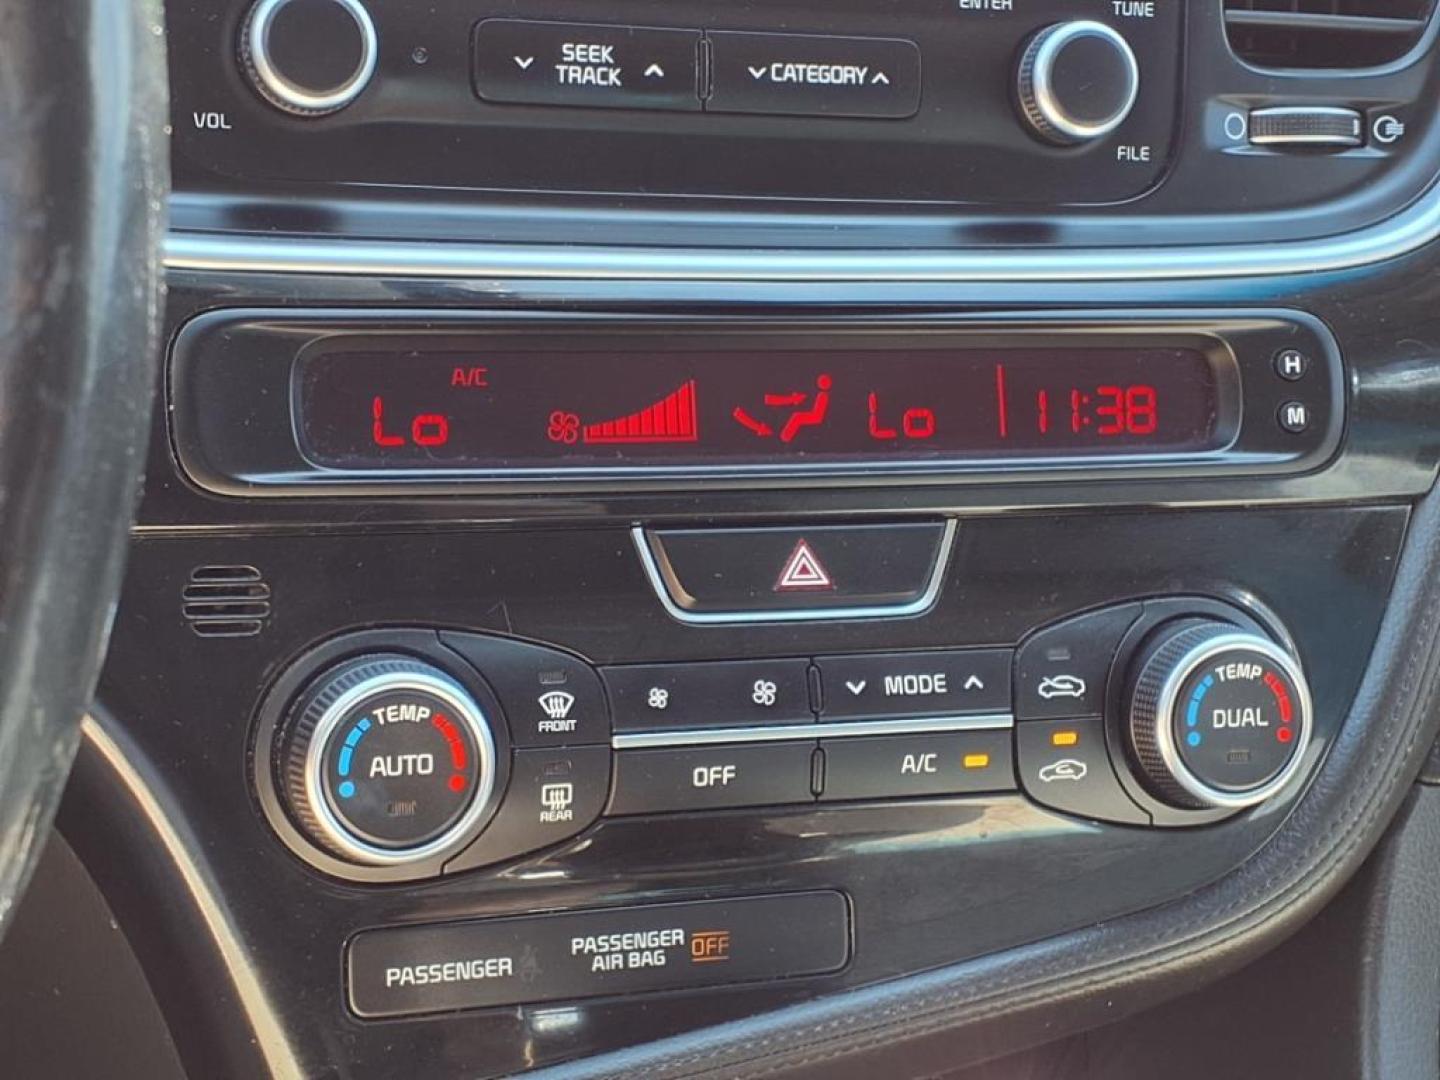 ENTER
TUNE
SEEK
TRACK
CATEGORY
VOL
FILE
A/C
Lo
Lo
11:38
H
M
TEMP
AUTO
FRONT
REAR
MODE
OFF
A/C
TEMP
DUAL
PASSENGER
PASSENGER
AIR BAG
OFF